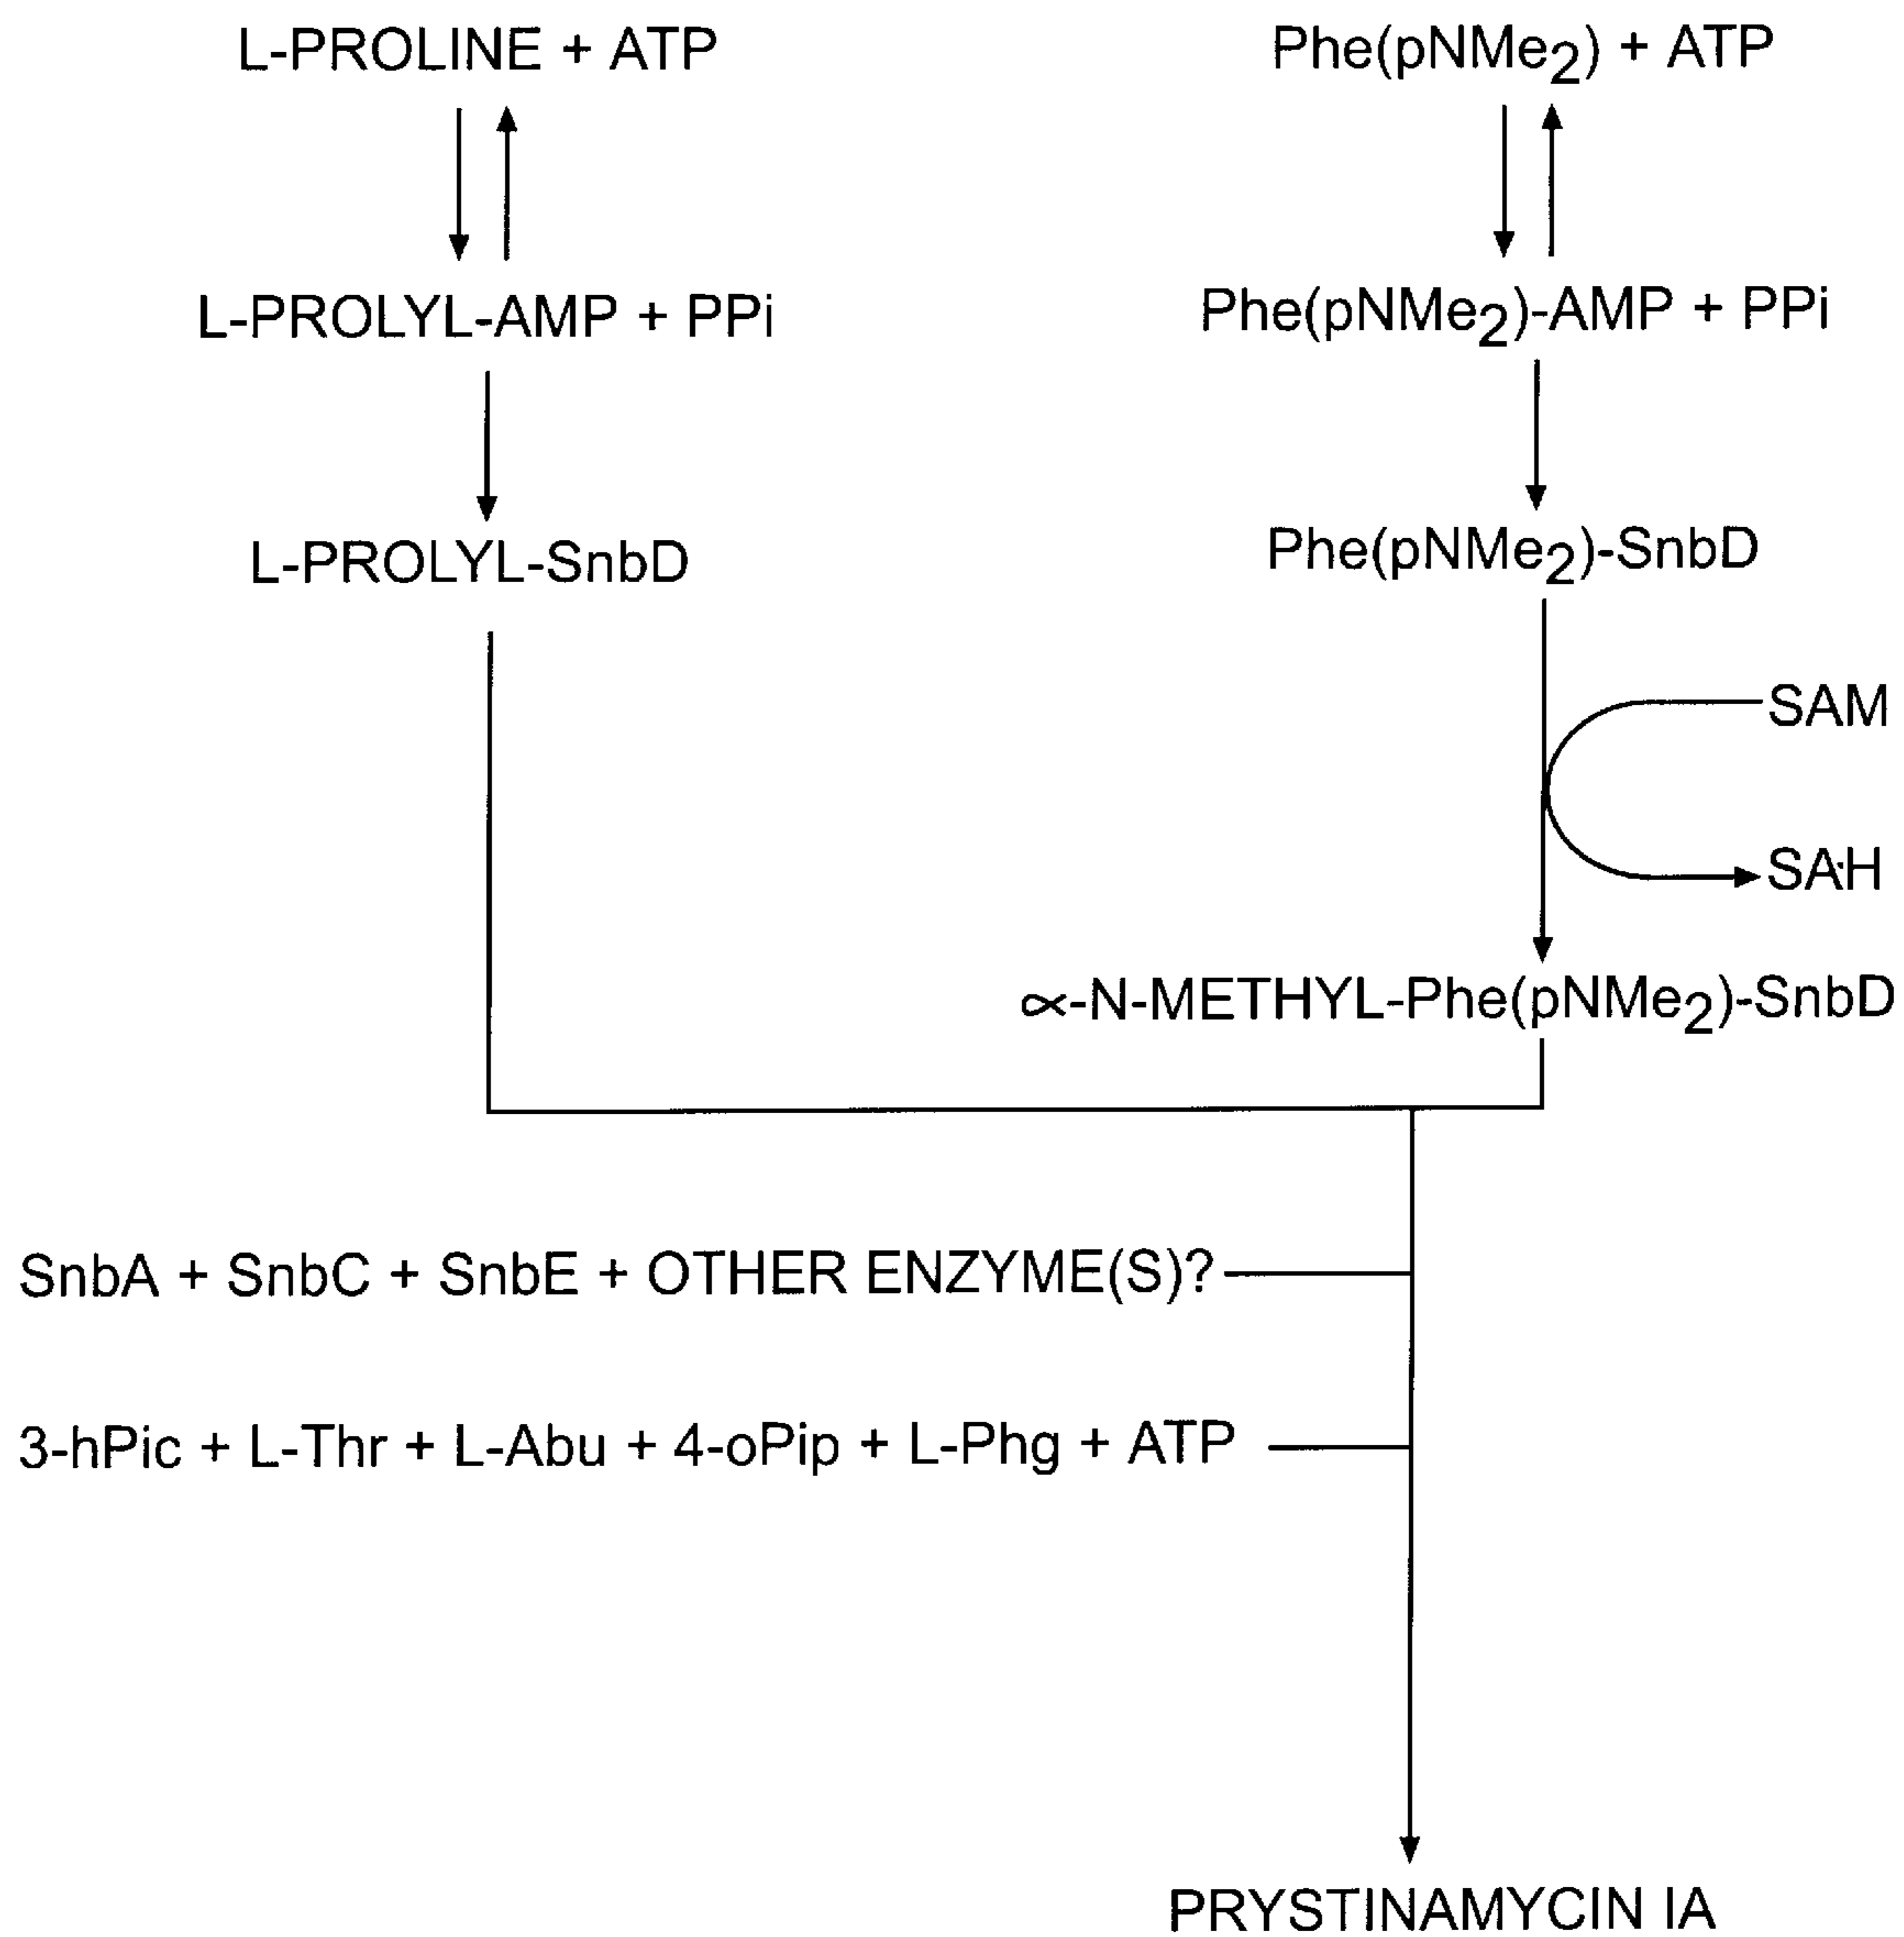 L-PROLINE + ATP
Phe(pNMe2) + ATP
L-PROLYL-AMP + PPi
Phe(pNMe2)-AMP + PPi
L-PROLYL-SnbD
Phe(pNMe2)-SnbD
SAM
SAH
∝-N-METHYL-Phe(pNMe2)-SnbD
SnbA + SnbC + SnbE + OTHER ENZYME(S)?
3-hPic + L-Thr + L-Abu + 4-oPip + L-Phg + ATP
PRYSTINAMYCIN IA